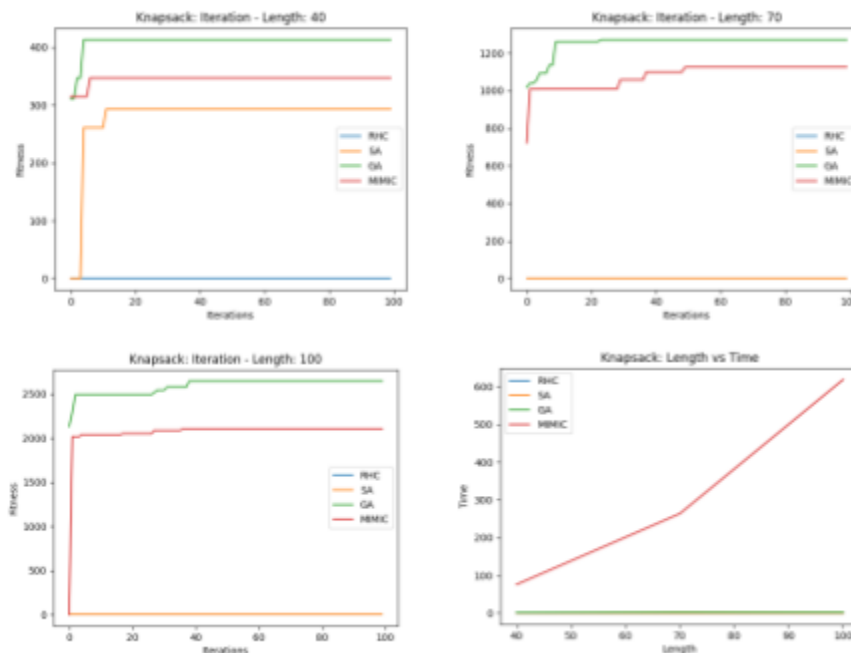 Knapsack: Iteration - Length: 40
400
300
200
100
0
Fitness
RHC
SA
GA
MIMIC
0 20 40 60 80 100
Iterations
Knapsack: Iteration - Length: 70
1200
1000
800
600
400
200
0
Fitness
RHC
SA
GA
MIMIC
0 20 40 60 80 100
Iterations
Knapsack: Iteration - Length: 100
2500
2000
1500
1000
500
0
Fitness
RHC
SA
GA
MIMIC
0 20 40 60 80 100
Iterations
Knapsack: Length vs Time
RHC
SA
GA
MIMIC
600
500
400
300
200
100
0
Time
40 50 60 70 80 90 100
Length